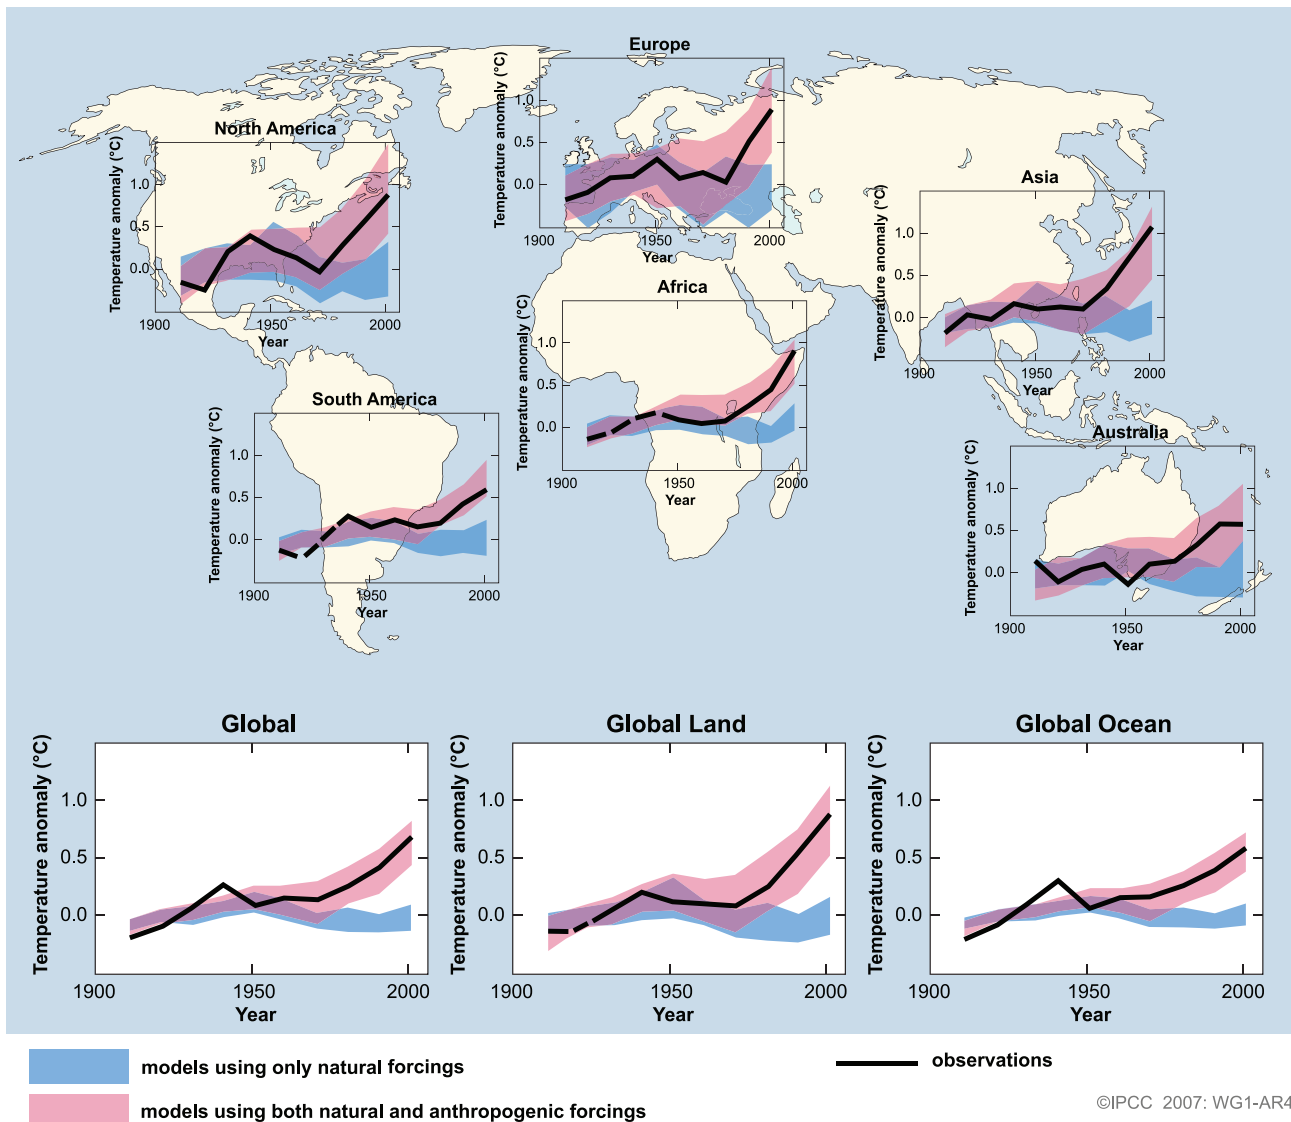 Europe
Temperature anomaly (°C)
1.0
0.5
0.0
1900
1950
2000
Year
North America
Temperature anomaly (°C)
1.0
0.5
0.0
1900
1950
2000
Year
Asia
Temperature anomaly (°C)
1.0
0.5
0.0
1900
1950
2000
Year
Africa
Temperature anomaly (°C)
1.0
0.5
0.0
1900
1950
2000
Year
South America
Temperature anomaly (°C)
1.0
0.5
0.0
1900
1950
2000
Year
Australia
Temperature anomaly (°C)
1.0
0.5
0.0
1900
1950
2000
Year
Global
Temperature anomaly (°C)
1.0
0.5
0.0
1900
1950
2000
Year
Global Land
Temperature anomaly (°C)
1.0
0.5
0.0
1900
1950
2000
Year
Global Ocean
Temperature anomaly (°C)
1.0
0.5
0.0
1900
1950
2000
Year
models using only natural forcings
observations
models using both natural and anthropogenic forcings
©IPCC 2007: WG1-AR4